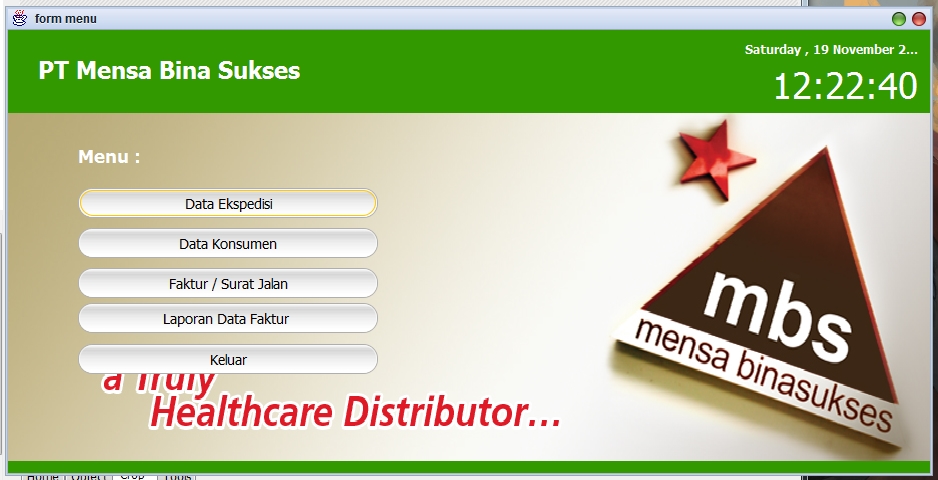 form menu
PT Mensa Bina Sukses
Saturday , 19 November 2...
12:22:40
Menu :
Data Ekspedisi
Data Konsumen
Faktur / Surat Jalan
Laporan Data Faktur
Keluar
a Truly
Healthcare Distributor...
mbs
mensa binasukses
Home Object Crop Tools